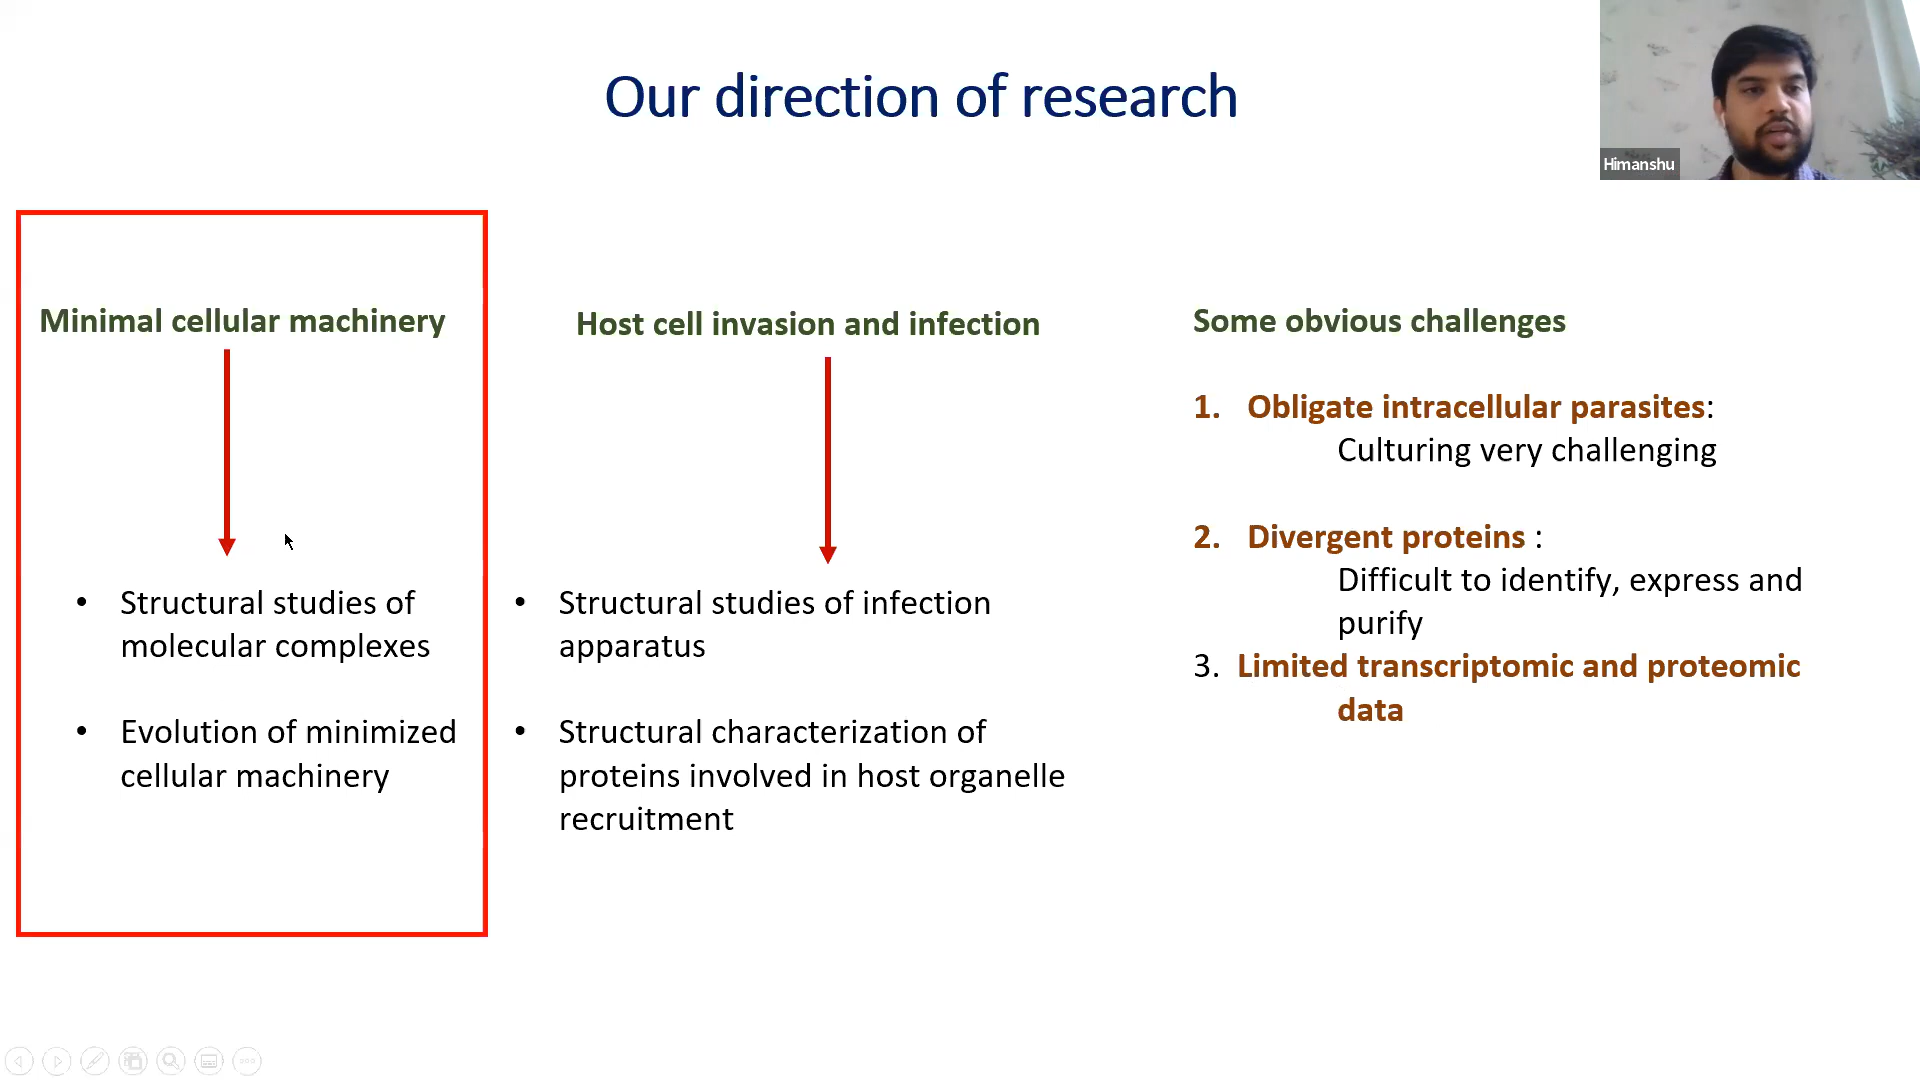 Our direction of research
Himanshu
Minimal cellular machinery
• Structural studies of
molecular complexes
• Evolution of minimized
cellular machinery
Host cell invasion and infection
• Structural studies of infection
apparatus
• Structural characterization of
proteins involved in host organelle
recruitment
Some obvious challenges
1. Obligate intracellular parasites:
Culturing very challenging
2. Divergent proteins :
Difficult to identify, express and
purify
3. Limited transcriptomic and proteomic
data